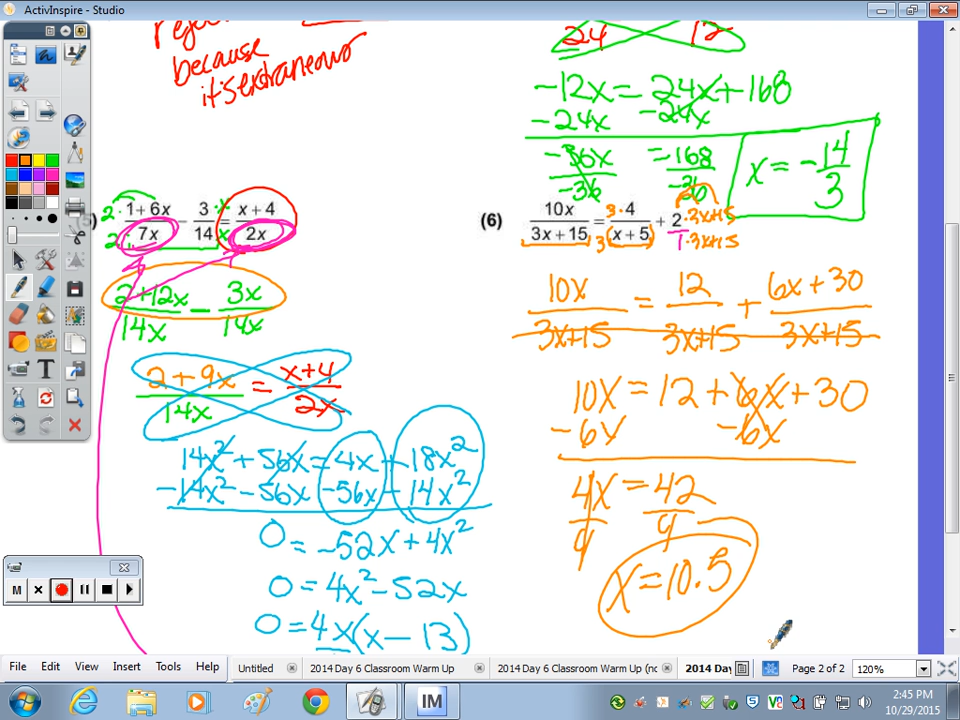 ActivInspire - Studio
because
it's extraneous
24 12
-12x = 24x + 168
-24x -24x
-36x = -168
-36 -36
x = -14/3
2· 1+6x/7x - 3/14 = x+4/2x
(6) 10x/3x+15 = 3·4/3(x+5) + 2·3x+15/1·3x+15
2+12x/14x - 3x/14x
10x/3x+15 = 12/3x+15 + 6x+30/3x+15
2+9x/14x = x+4/2x
10x = 12 + 6x + 30
-6x -6x
14x² + 56x = 4x + 18x²
-14x² - 56x -56x - 14x²
4x = 42
4 4
0 = -52x + 4x²
x = 10.5
0 = 4x² - 52x
0 = 4x(x - 13)
M
File Edit View Insert Tools Help Untitled 2014 Day 6 Classroom Warm Up 2014 Day 6 Classroom Warm Up (no 2014 Day Page 2 of 2 120%
IM
2:45 PM
10/29/2015